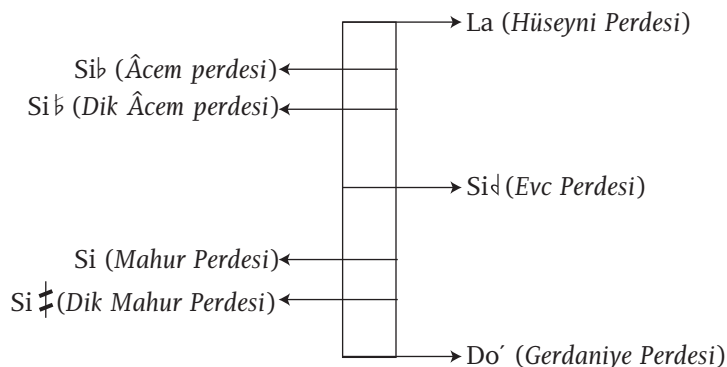 La (Hüseyni Perdesi)
Si♭ (Âcem perdesi)
Si𝄳 (Dik Âcem perdesi)
Siꓒ (Evc Perdesi)
Si (Mahur Perdesi)
Si‡ (Dik Mahur Perdesi)
Do´ (Gerdaniye Perdesi)